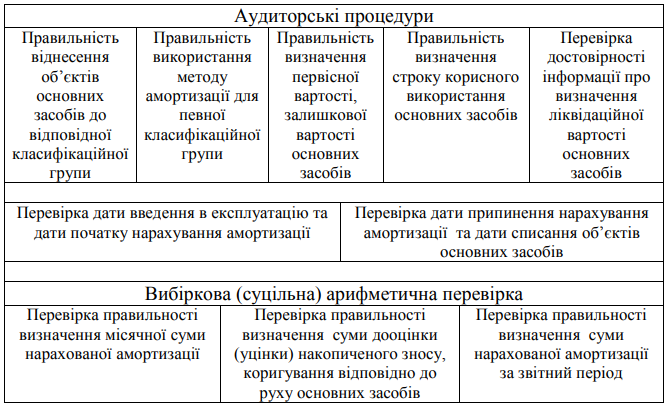 Аудиторські процедури
Правильність
віднесення
об’єктів
основних
засобів до
відповідної
класифікаційної
групи
Правильність
використання
методу
амортизації для
певної
класифікаційної
групи
Правильність
визначення
первісної
вартості,
залишкової
вартості
основних
засобів
Правильність
визначення
строку корисного
використання
основних засобів
Перевірка
достовірності
інформації про
визначення
ліквідаційної
вартості
основних
засобів
Перевірка дати введення в експлуатацію та
дати початку нарахування амортизації
Перевірка дати припинення нарахування
амортизації та дати списання об’єктів
основних засобів
Вибіркова (суцільна) арифметична перевірка
Перевірка правильності
визначення місячної суми
нарахованої амортизації
Перевірка правильності
визначення суми дооцінки
(уцінки) накопиченого зносу,
коригування відповідно до
руху основних засобів
Перевірка правильності
визначення суми
нарахованої амортизації
за звітний період